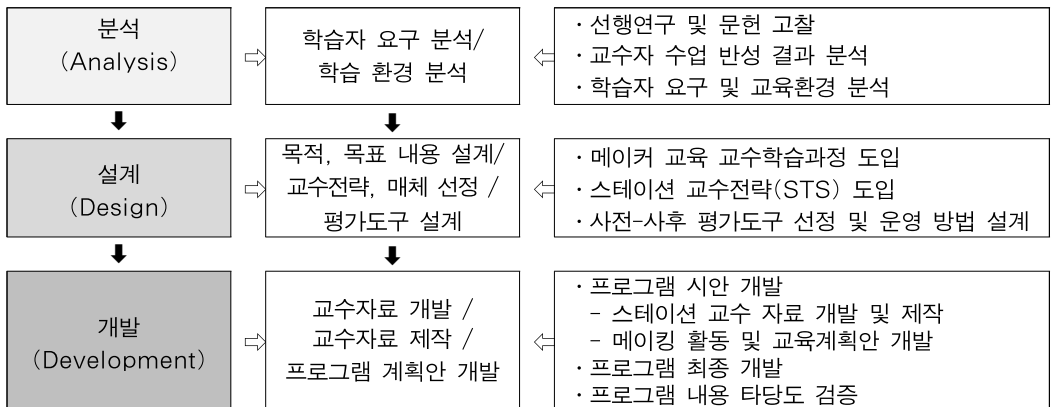 분석
(Analysis)
학습자 요구 분석/
학습 환경 분석
· 선행연구 및 문헌 고찰
· 교수자 수업 반성 결과 분석
· 학습자 요구 및 교육환경 분석
설계
(Design)
목적, 목표 내용 설계/
교수전략, 매체 선정 /
평가도구 설계
· 메이커 교육 교수학습과정 도입
· 스테이션 교수전략(STS) 도입
· 사전-사후 평가도구 선정 및 운영 방법 설계
개발
(Development)
교수자료 개발 /
교수자료 제작 /
프로그램 계획안 개발
· 프로그램 시안 개발
- 스테이션 교수 자료 개발 및 제작
- 메이킹 활동 및 교육계획안 개발
· 프로그램 최종 개발
· 프로그램 내용 타당도 검증